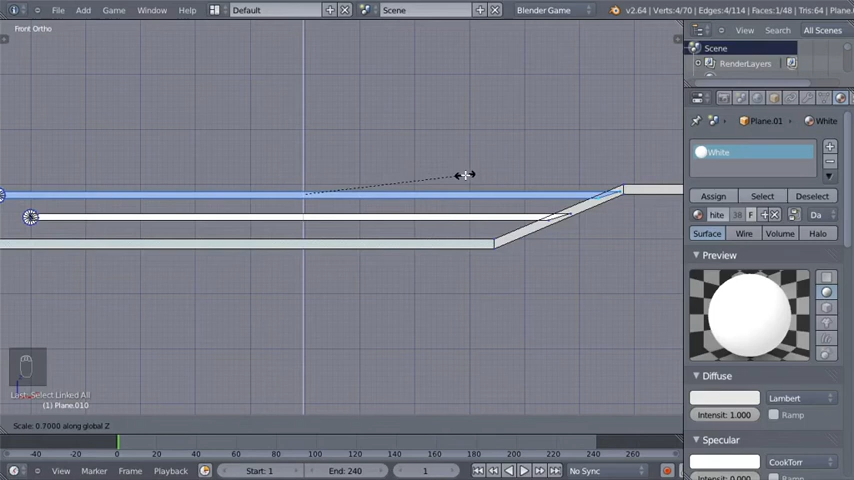 File Add Game Window Help Default Scene Blender Game v2.64 | Verts:4/70 | Edges:4/114 | Faces:1/48 | Tris:64 | Plane.
Front Ortho
View Search All Scenes
Scene
RenderLayers
Plane.01 White
White
Assign Select Deselect
hite 38 F Da
Surface Wire Volume Halo
Preview
Diffuse
Lambert
Intensit: 1.000 Ramp
Specular
CookTorr
Ramp
Last: Select Linked All
(1) Plane.010
Scale: 0.7000 along global Z
-40 -20 0 20 40 60 80 100 120 140 160 180 200 220 240 260
View Marker Frame Playback Start: 1 End: 240 1 No Sync